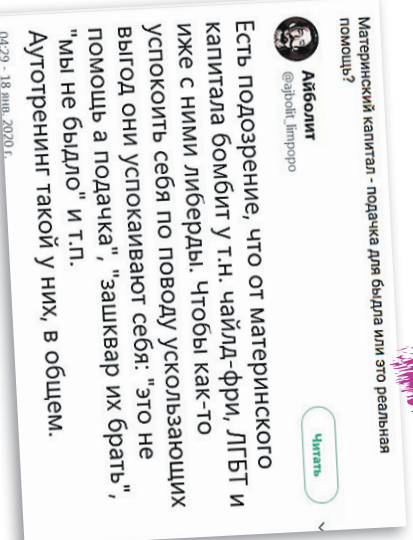 Материнский капитал - подачка для быдла или это реальная
помощь?
Айболит
@ajbolit_limpopo
Читать
Есть подозрение, что от материнского
капитала бомбит у т.н. чайлд-фри, ЛГБТ и
иже с ними либерды. Чтобы как-то
успокоить себя по поводу ускользающих
выгод они успокаивают себя: "это не
помощь а подачка", "зашквар их брать",
"мы не быдло" и т.п.
Аутотренинг такой у них, в общем.
04:29 - 18 янв. 2020 г.